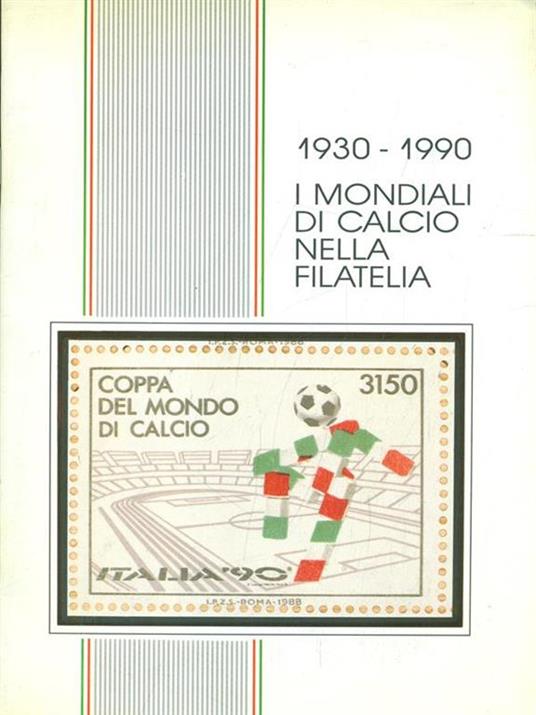 1930 - 1990
I MONDIALI
DI CALCIO
NELLA
FILATELIA
I.P.Z.S.-ROMA-1988
COPPA
DEL MONDO
DI CALCIO
3150
ITALIA'90
I.P.Z.S.-ROMA-1988